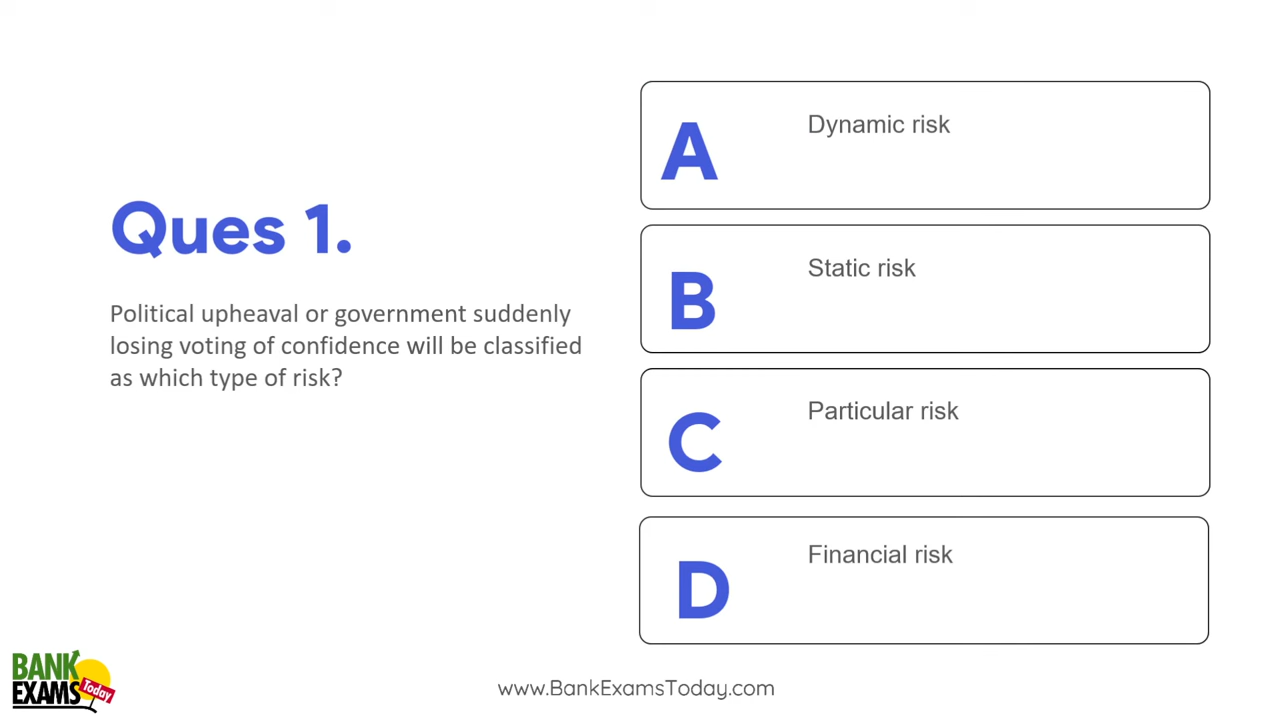 Ques 1.
Political upheaval or government suddenly
losing voting of confidence will be classified
as which type of risk?
A
Dynamic risk
B
Static risk
C
Particular risk
D
Financial risk
BANK
EXAMS
Today
www.BankExamsToday.com